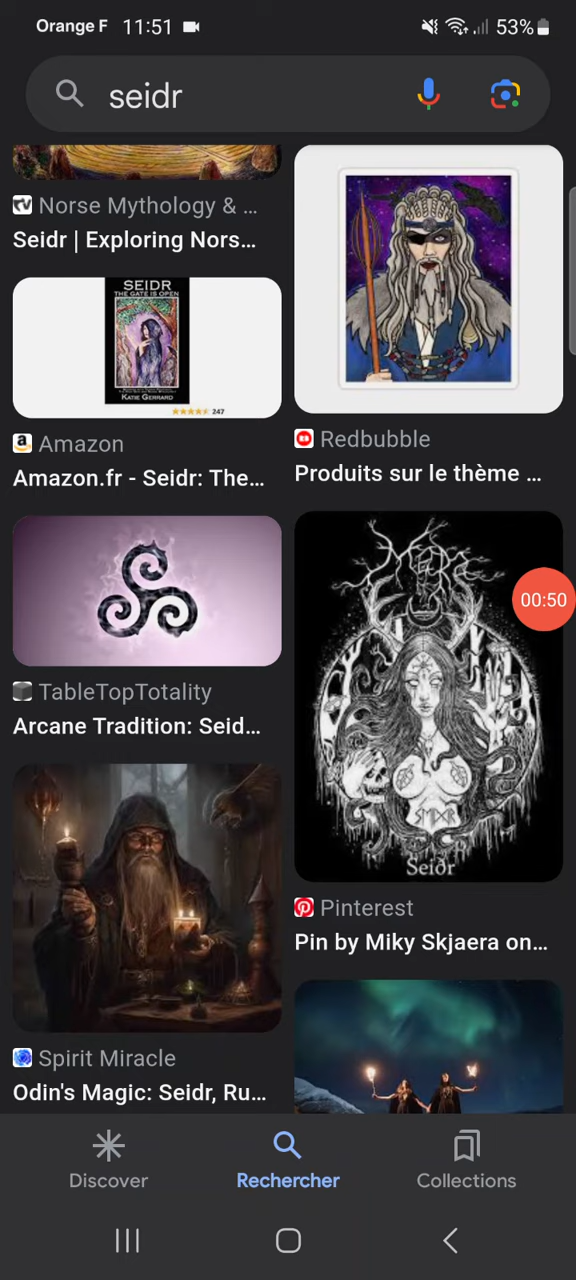 Orange F 11:51 53%
seidr
Norse Mythology & ...
Seidr | Exploring Nors...
SEIDR
THE GATE IS OPEN
KATIE GERRARD
247
Amazon
Amazon.fr - Seidr: The...
Redbubble
Produits sur le thème ...
00:50
TableTopTotality
Arcane Tradition: Seid...
Seiðr
Pinterest
Pin by Miky Skjaera on...
Spirit Miracle
Odin's Magic: Seidr, Ru...
Discover
Rechercher
Collections